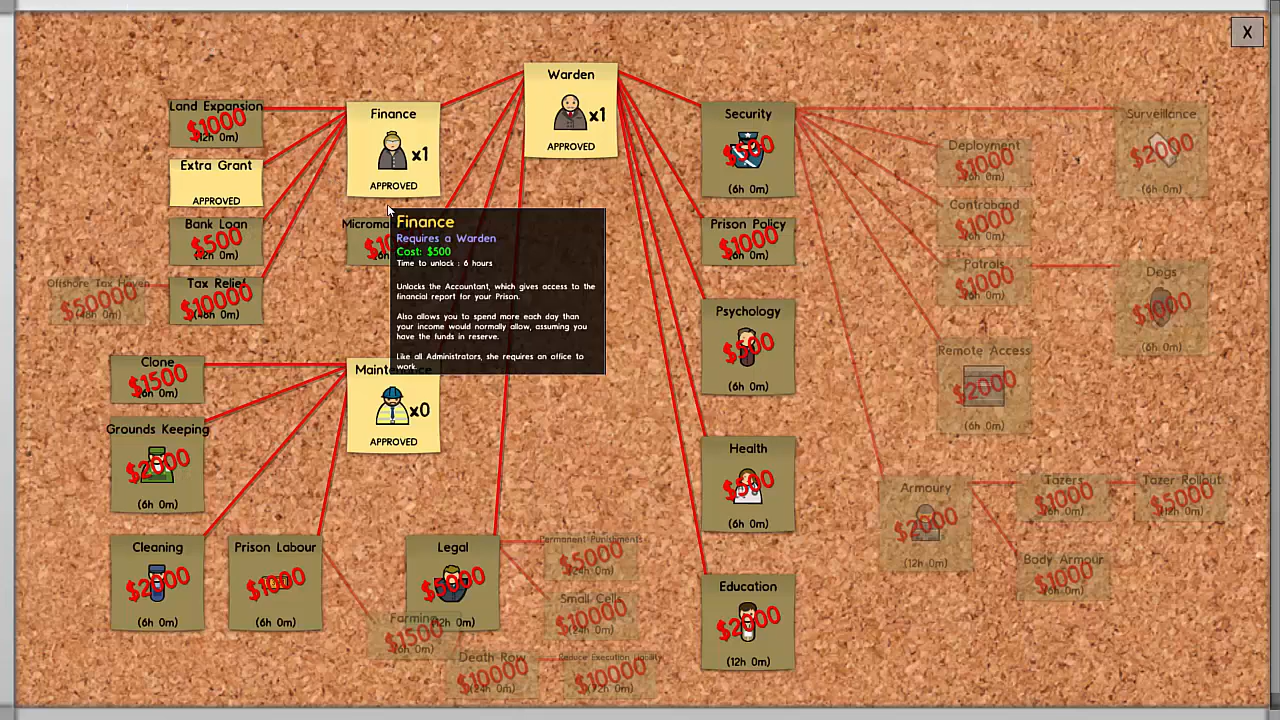 X
Warden
x1
APPROVED
Land Expansion
$1000
(12h 0m)
Finance
x1
APPROVED
Extra Grant
APPROVED
Bank Loan
$500
Tax Relief
$10000
Offshore Tax Haven
$50000
Finance
Requires a Warden
Cost: $500
Time to unlock : 6 hours
Unlocks the Accountant, which gives access to the
financial report for your Prison.
Also allows you to spend more each day than
your income would normally allow, assuming you
have the funds in reserve.
Like all Administrators, she requires an office to
work.
Security
$500
(6h 0m)
Prison Policy
$1000
(6h 0m)
Psychology
$500
(6h 0m)
Health
$500
(6h 0m)
Education
$2000
(12h 0m)
Surveillance
$2000
(6h 0m)
Deployment
$1000
(6h 0m)
Contraband
$1000
(6h 0m)
Patrols
$1000
(6h 0m)
Dogs
$1000
(6h 0m)
Remote Access
$2000
(6h 0m)
Armoury
$2000
(12h 0m)
Tazers
$1000
(6h 0m)
Tazer Rollout
$5000
(12h 0m)
Body Armour
$1000
(6h 0m)
Clone
$1500
(6h 0m)
x0
APPROVED
Grounds Keeping
$2000
(6h 0m)
Cleaning
$2000
(6h 0m)
Prison Labour
$1000
(6h 0m)
Legal
$5000
(12h 0m)
Farming
$1500
(6h 0m)
Permanent Punishments
$5000
(24h 0m)
Small Cells
$10000
(24h 0m)
Death Row
$10000
(24h 0m)
Reduce Execution Liability
$10000
(72h 0m)